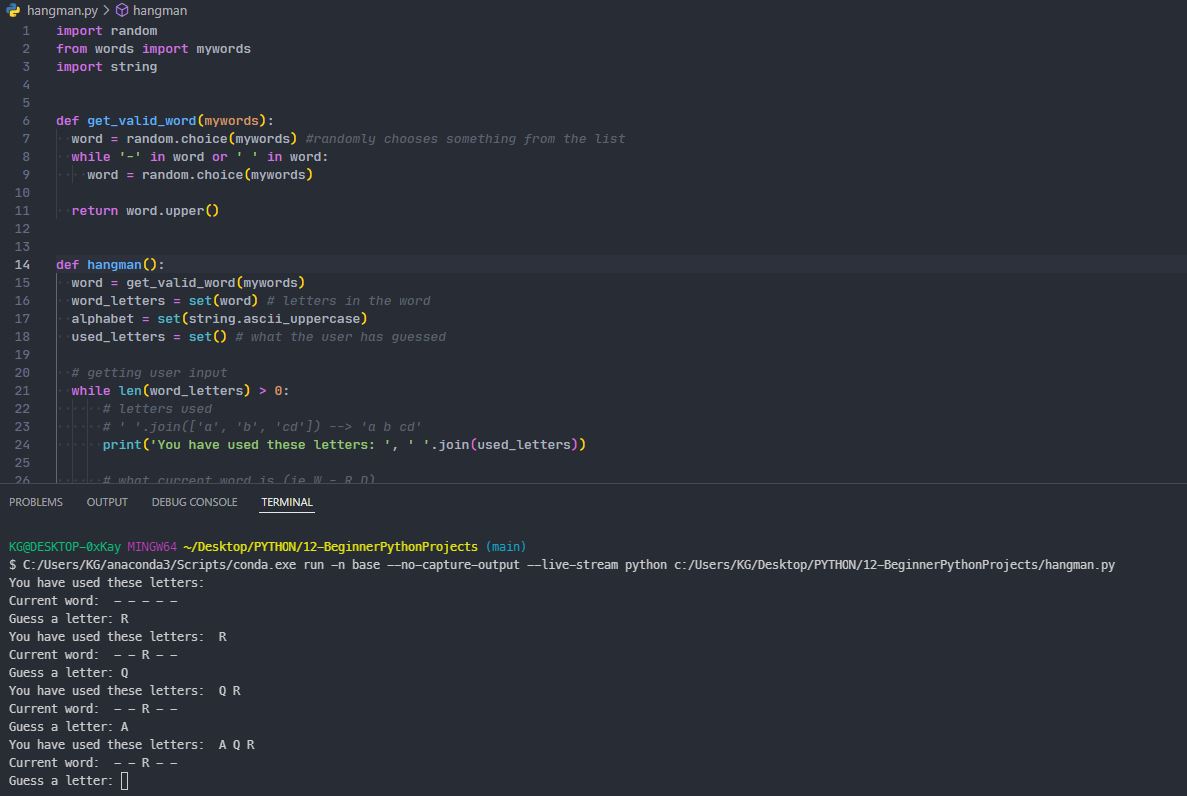 hangman.py > hangman
1 import random
2 from words import mywords
3 import string
4
5
6 def get_valid_word(mywords):
7 word = random.choice(mywords) #randomly chooses something from the list
8 while '-' in word or ' ' in word:
9 word = random.choice(mywords)
10
11 return word.upper()
12
13
14 def hangman():
15 word = get_valid_word(mywords)
16 word_letters = set(word) # letters in the word
17 alphabet = set(string.ascii_uppercase)
18 used_letters = set() # what the user has guessed
19
20 # getting user input
21 while len(word_letters) > 0:
22 # letters used
23 # ' '.join(['a', 'b', 'cd']) --> 'a b cd'
24 print('You have used these letters: ', ' '.join(used_letters))
25
26 # what current word is (ie W - R D)
PROBLEMS OUTPUT DEBUG CONSOLE TERMINAL
KG@DESKTOP-0xKay MINGW64 ~/Desktop/PYTHON/12-BeginnerPythonProjects (main)
$ C:/Users/KG/anaconda3/Scripts/conda.exe run -n base --no-capture-output --live-stream python c:/Users/KG/Desktop/PYTHON/12-BeginnerPythonProjects/hangman.py
You have used these letters:
Current word: - - - - -
Guess a letter: R
You have used these letters: R
Current word: - - R - -
Guess a letter: Q
You have used these letters: Q R
Current word: - - R - -
Guess a letter: A
You have used these letters: A Q R
Current word: - - R - -
Guess a letter: